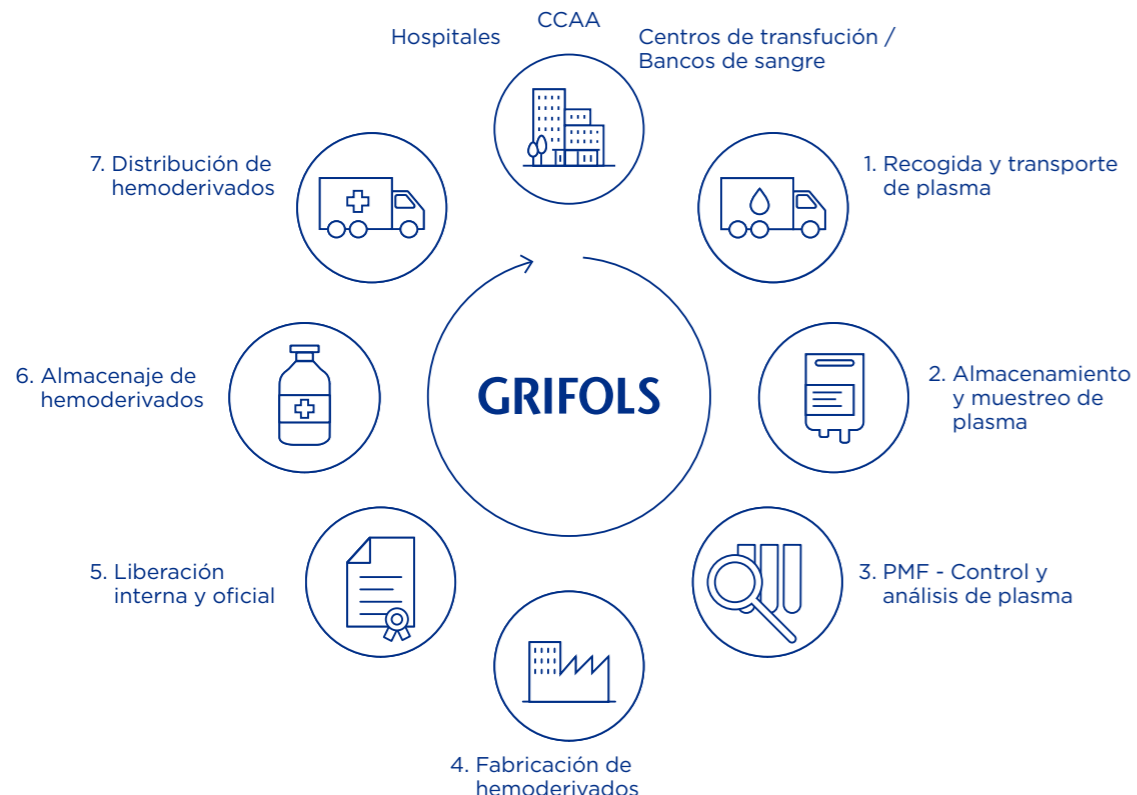 CCAA
Hospitales
Centros de transfución /
Bancos de sangre
1. Recogida y transporte
de plasma
2. Almacenamiento
y muestreo de
plasma
3. PMF - Control y
análisis de plasma
4. Fabricación de
hemoderivados
5. Liberación
interna y oficial
6. Almacenaje de
hemoderivados
7. Distribución de
hemoderivados
GRIFOLS